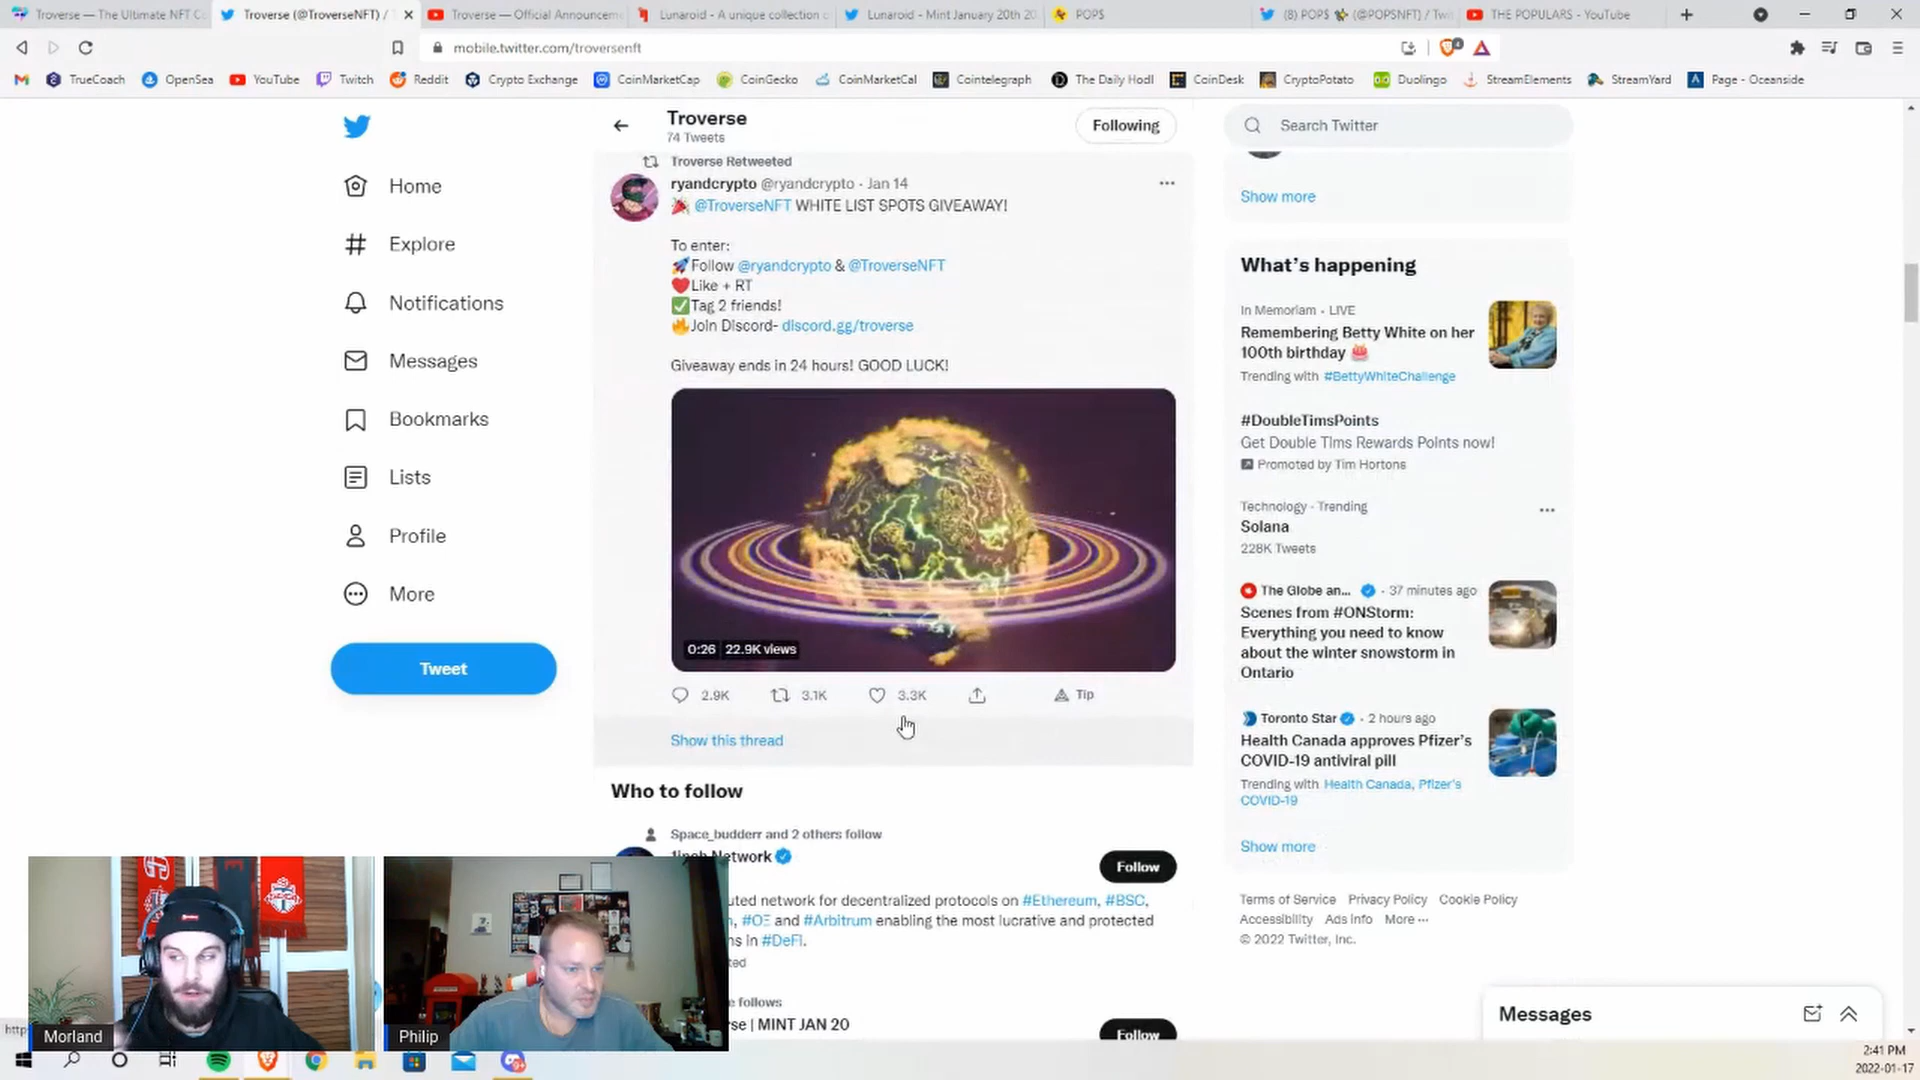 Troverse — The Ultimate NFT Co
Troverse (@TroverseNFT) / T
Troverse — Official Announcem
Lunaroid - A unique collection o
Lunaroid - Mint January 20th 20
POP$
(8) POP$ (@POPSNFT) / Twi
THE POPULARS - YouTube
mobile.twitter.com/troversenft
TrueCoach
OpenSea
YouTube
Twitch
Reddit
Crypto Exchange
CoinMarketCap
CoinGecko
CoinMarketCal
Cointelegraph
The Daily Hodl
CoinDesk
CryptoPotato
Duolingo
StreamElements
StreamYard
Page - Oceanside
Home
Explore
Notifications
Messages
Bookmarks
Lists
Profile
More
Tweet
Troverse
74 Tweets
Following
Troverse Retweeted
ryandcrypto @ryandcrypto · Jan 14
🎉 @TroverseNFT WHITE LIST SPOTS GIVEAWAY!
To enter:
🚀Follow @ryandcrypto & @TroverseNFT
❤️Like + RT
✅Tag 2 friends!
🔥Join Discord- discord.gg/troverse
Giveaway ends in 24 hours! GOOD LUCK!
0:26 22.9K views
2.9K 3.1K 3.3K Tip
Show this thread
Who to follow
Space_budderr and 2 others follow
1inch Network
Follow
uted network for decentralized protocols on #Ethereum, #BSC,
and #Arbitrum enabling the most lucrative and protected
ns in #DeFi.
ted
e follows
se | MINT JAN 20
Follow
Search Twitter
Show more
What's happening
In Memoriam · LIVE
Remembering Betty White on her
100th birthday 🎂
Trending with #BettyWhiteChallenge
#DoubleTimsPoints
Get Double Tims Rewards Points now!
Promoted by Tim Hortons
Technology · Trending
Solana
228K Tweets
The Globe an... · 37 minutes ago
Scenes from #ONStorm:
Everything you need to know
about the winter snowstorm in
Ontario
Toronto Star · 2 hours ago
Health Canada approves Pfizer's
COVID-19 antiviral pill
Trending with Health Canada, Pfizer's
COVID-19
Show more
Terms of Service Privacy Policy Cookie Policy
Accessibility Ads info More ···
© 2022 Twitter, Inc.
Messages
Morland
Philip
2:41 PM
2022-01-17